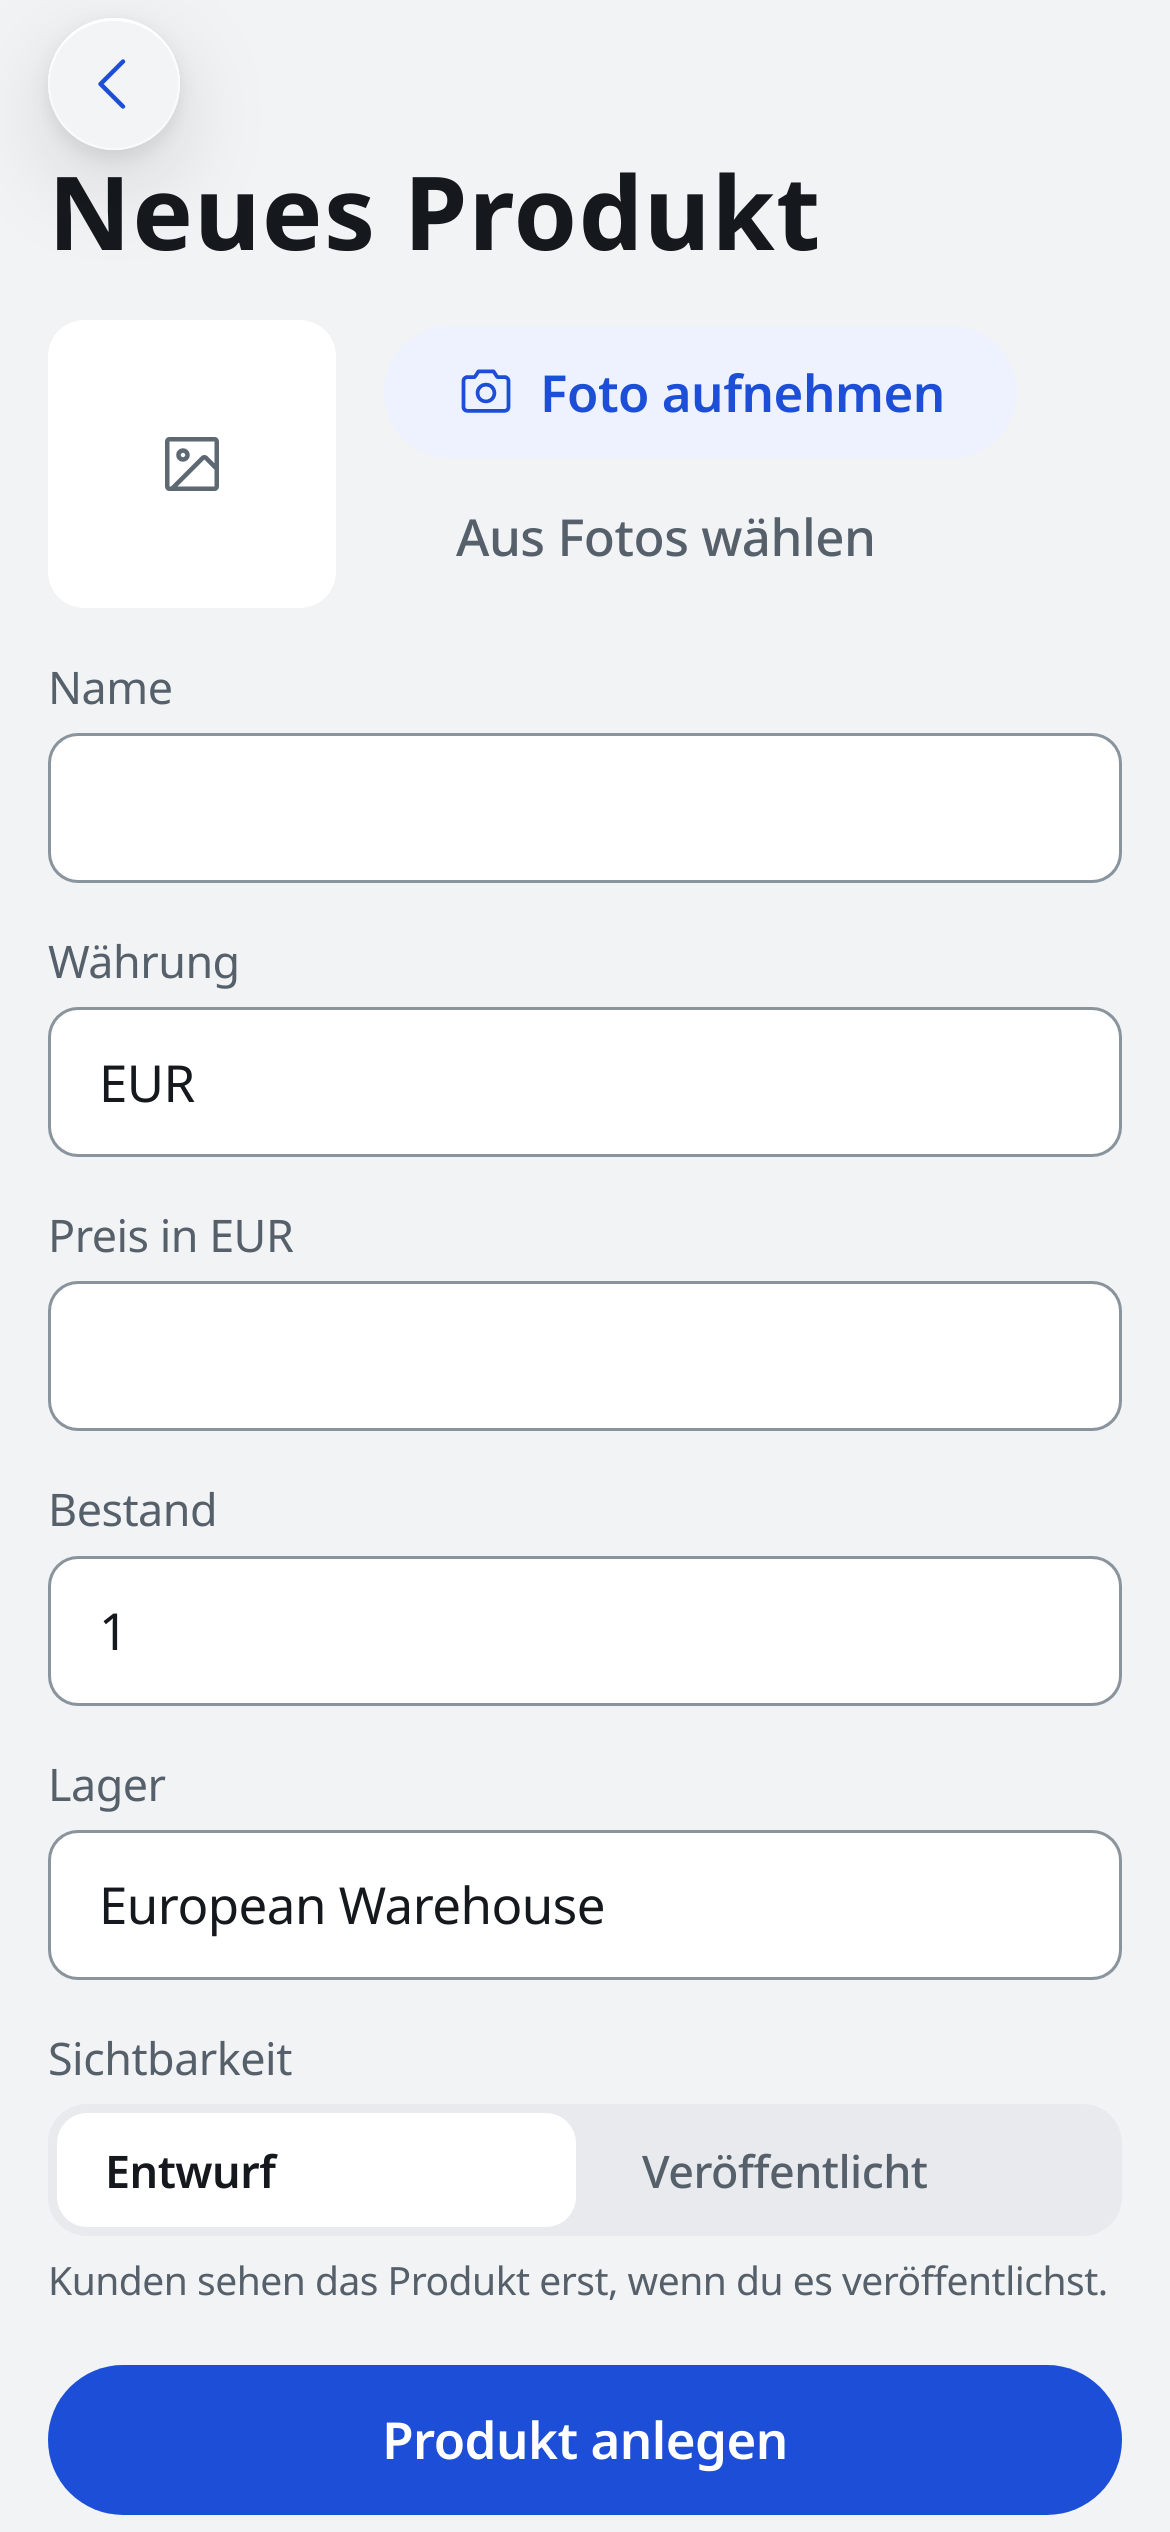 Neues Produkt
Foto aufnehmen
Aus Fotos wählen
Name
Währung
EUR
Preis in EUR
Bestand
1
Lager
European Warehouse
Sichtbarkeit
Entwurf
Veröffentlicht
Kunden sehen das Produkt erst, wenn du es veröffentlichst.
Produkt anlegen